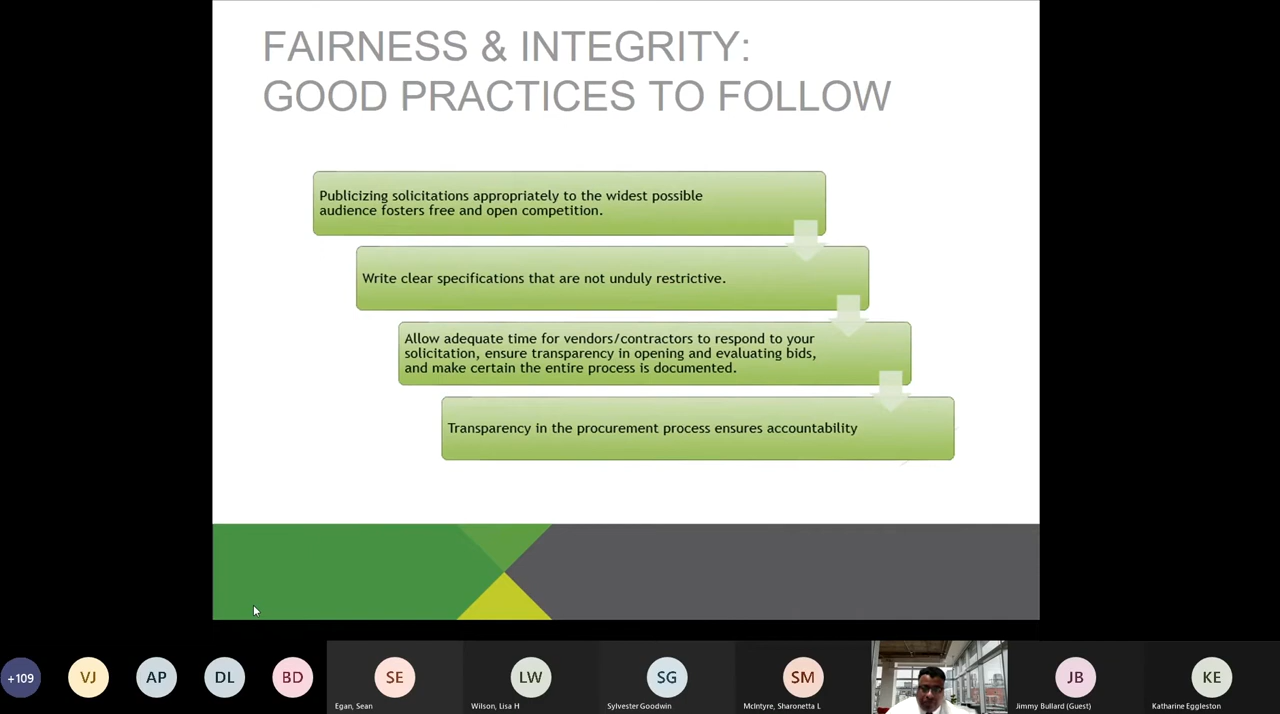 FAIRNESS & INTEGRITY:
GOOD PRACTICES TO FOLLOW
Publicizing solicitations appropriately to the widest possible
audience fosters free and open competition.
Write clear specifications that are not unduly restrictive.
Allow adequate time for vendors/contractors to respond to your
solicitation, ensure transparency in opening and evaluating bids,
and make certain the entire process is documented.
Transparency in the procurement process ensures accountability
+109
VJ
AP
DL
BD
SE
LW
SG
SM
JB
KE
Egan, Sean
Wilson, Lisa H
Sylvester Goodwin
McIntyre, Sharonetta L
Jimmy Bullard (Guest)
Katharine Eggleston